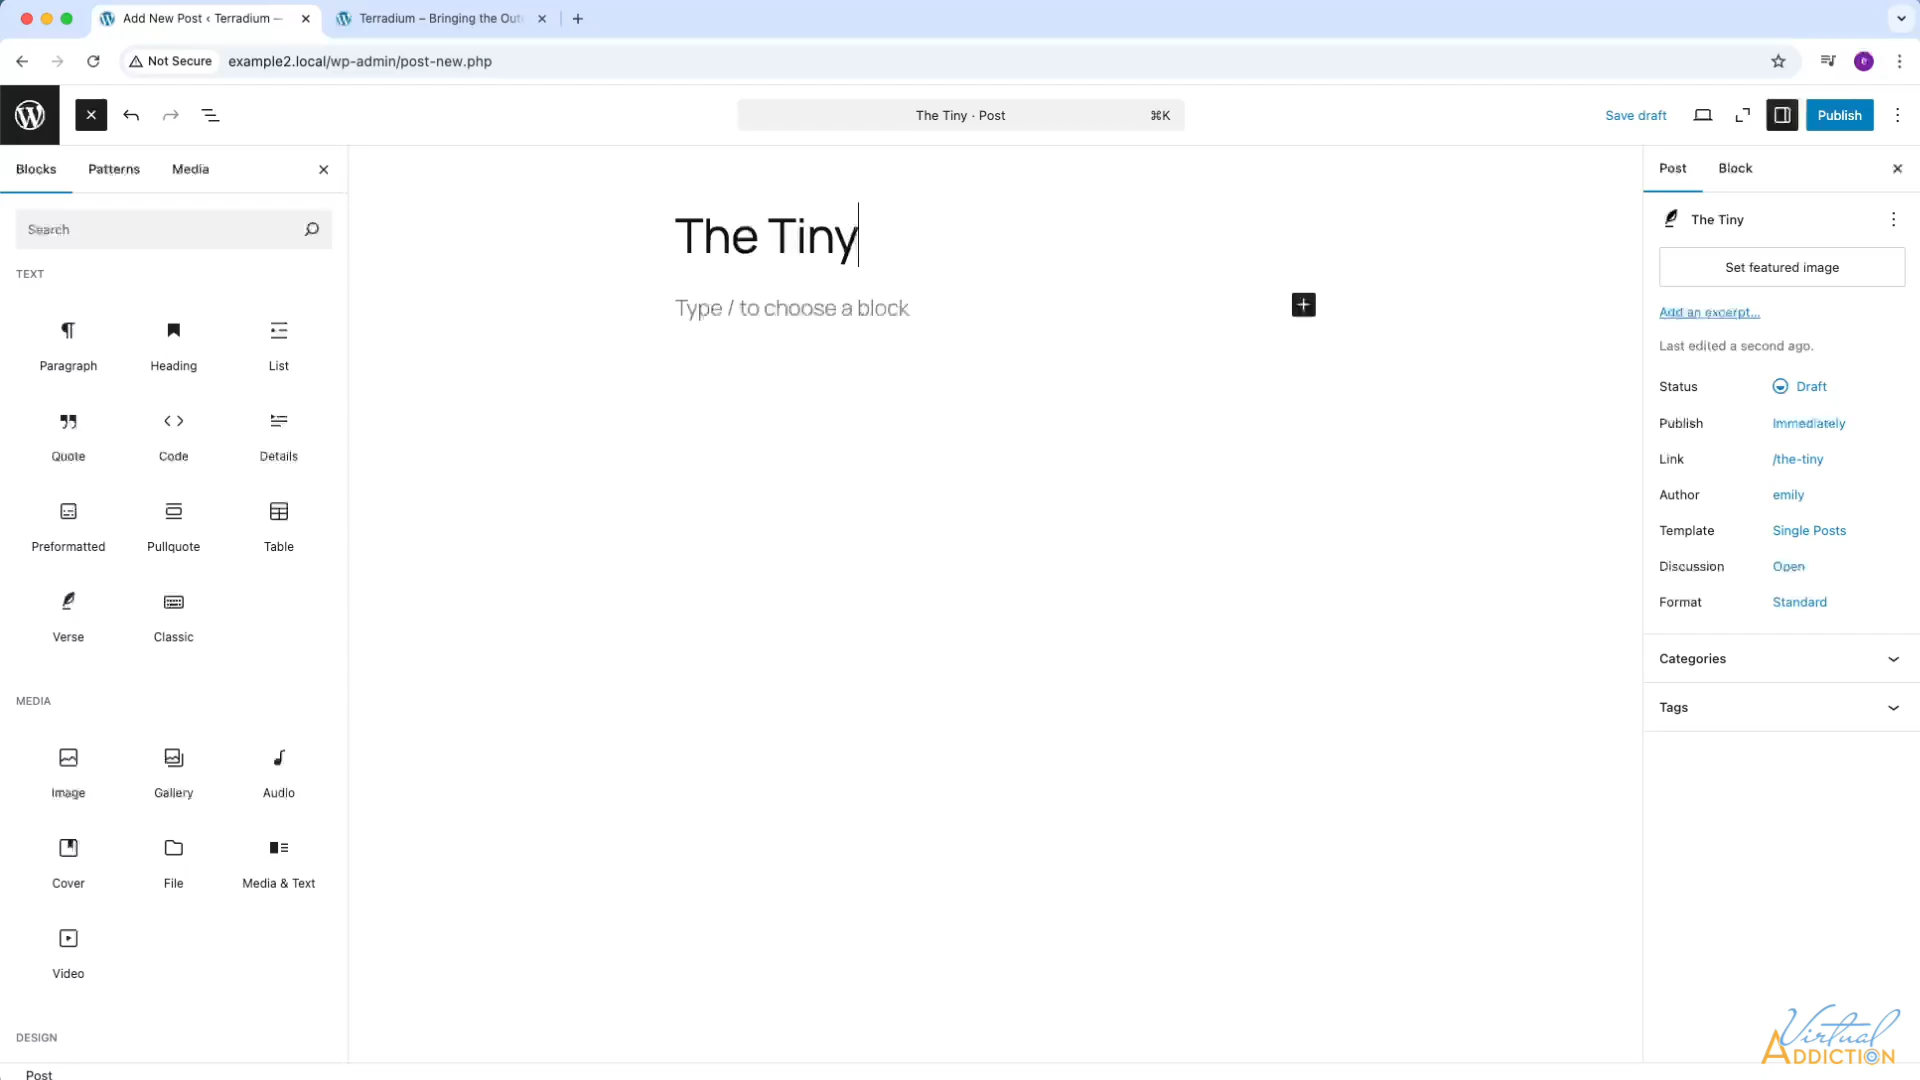 Add New Post ‹ Terradium —
Terradium – Bringing the Out
Not Secure
example2.local/wp-admin/post-new.php
The Tiny · Post
⌘K
Save draft
Publish
Blocks
Patterns
Media
Search
TEXT
Paragraph
Heading
List
Quote
Code
Details
Preformatted
Pullquote
Table
Verse
Classic
MEDIA
Image
Gallery
Audio
Cover
File
Media & Text
Video
DESIGN
Post
The Tiny
Type / to choose a block
Post
Block
The Tiny
Set featured image
Add an excerpt...
Last edited a second ago.
Status Draft
Publish Immediately
Link /the-tiny
Author emily
Template Single Posts
Discussion Open
Format Standard
Categories
Tags
Virtual
ADDICTION